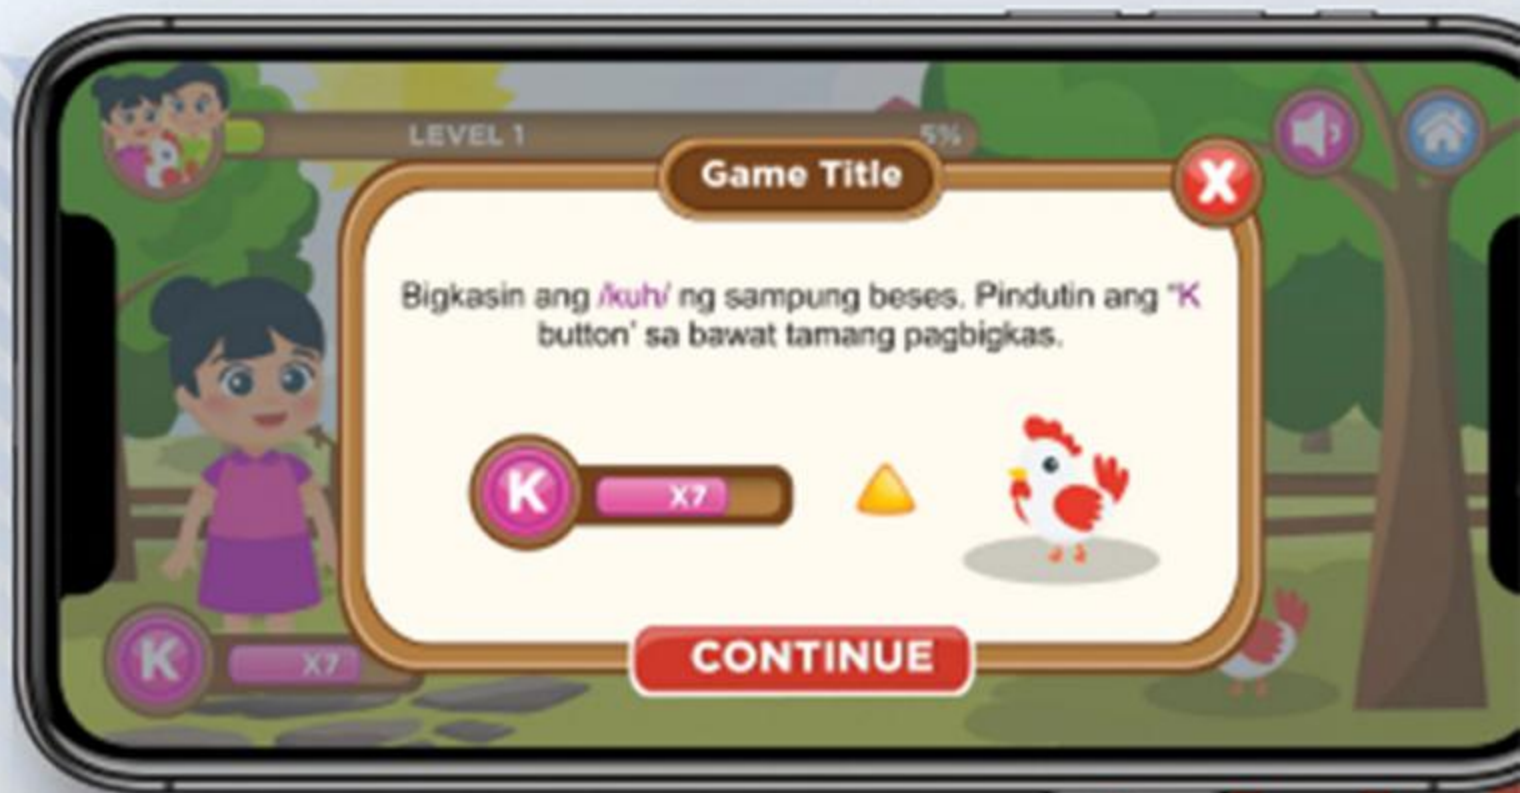 LEVEL 1 5%
Game Title
X
Bigkasin ang /kuh/ ng sampung beses. Pindutin ang “K
button’ sa bawat tamang pagbigkas.
K X7
CONTINUE
K X7